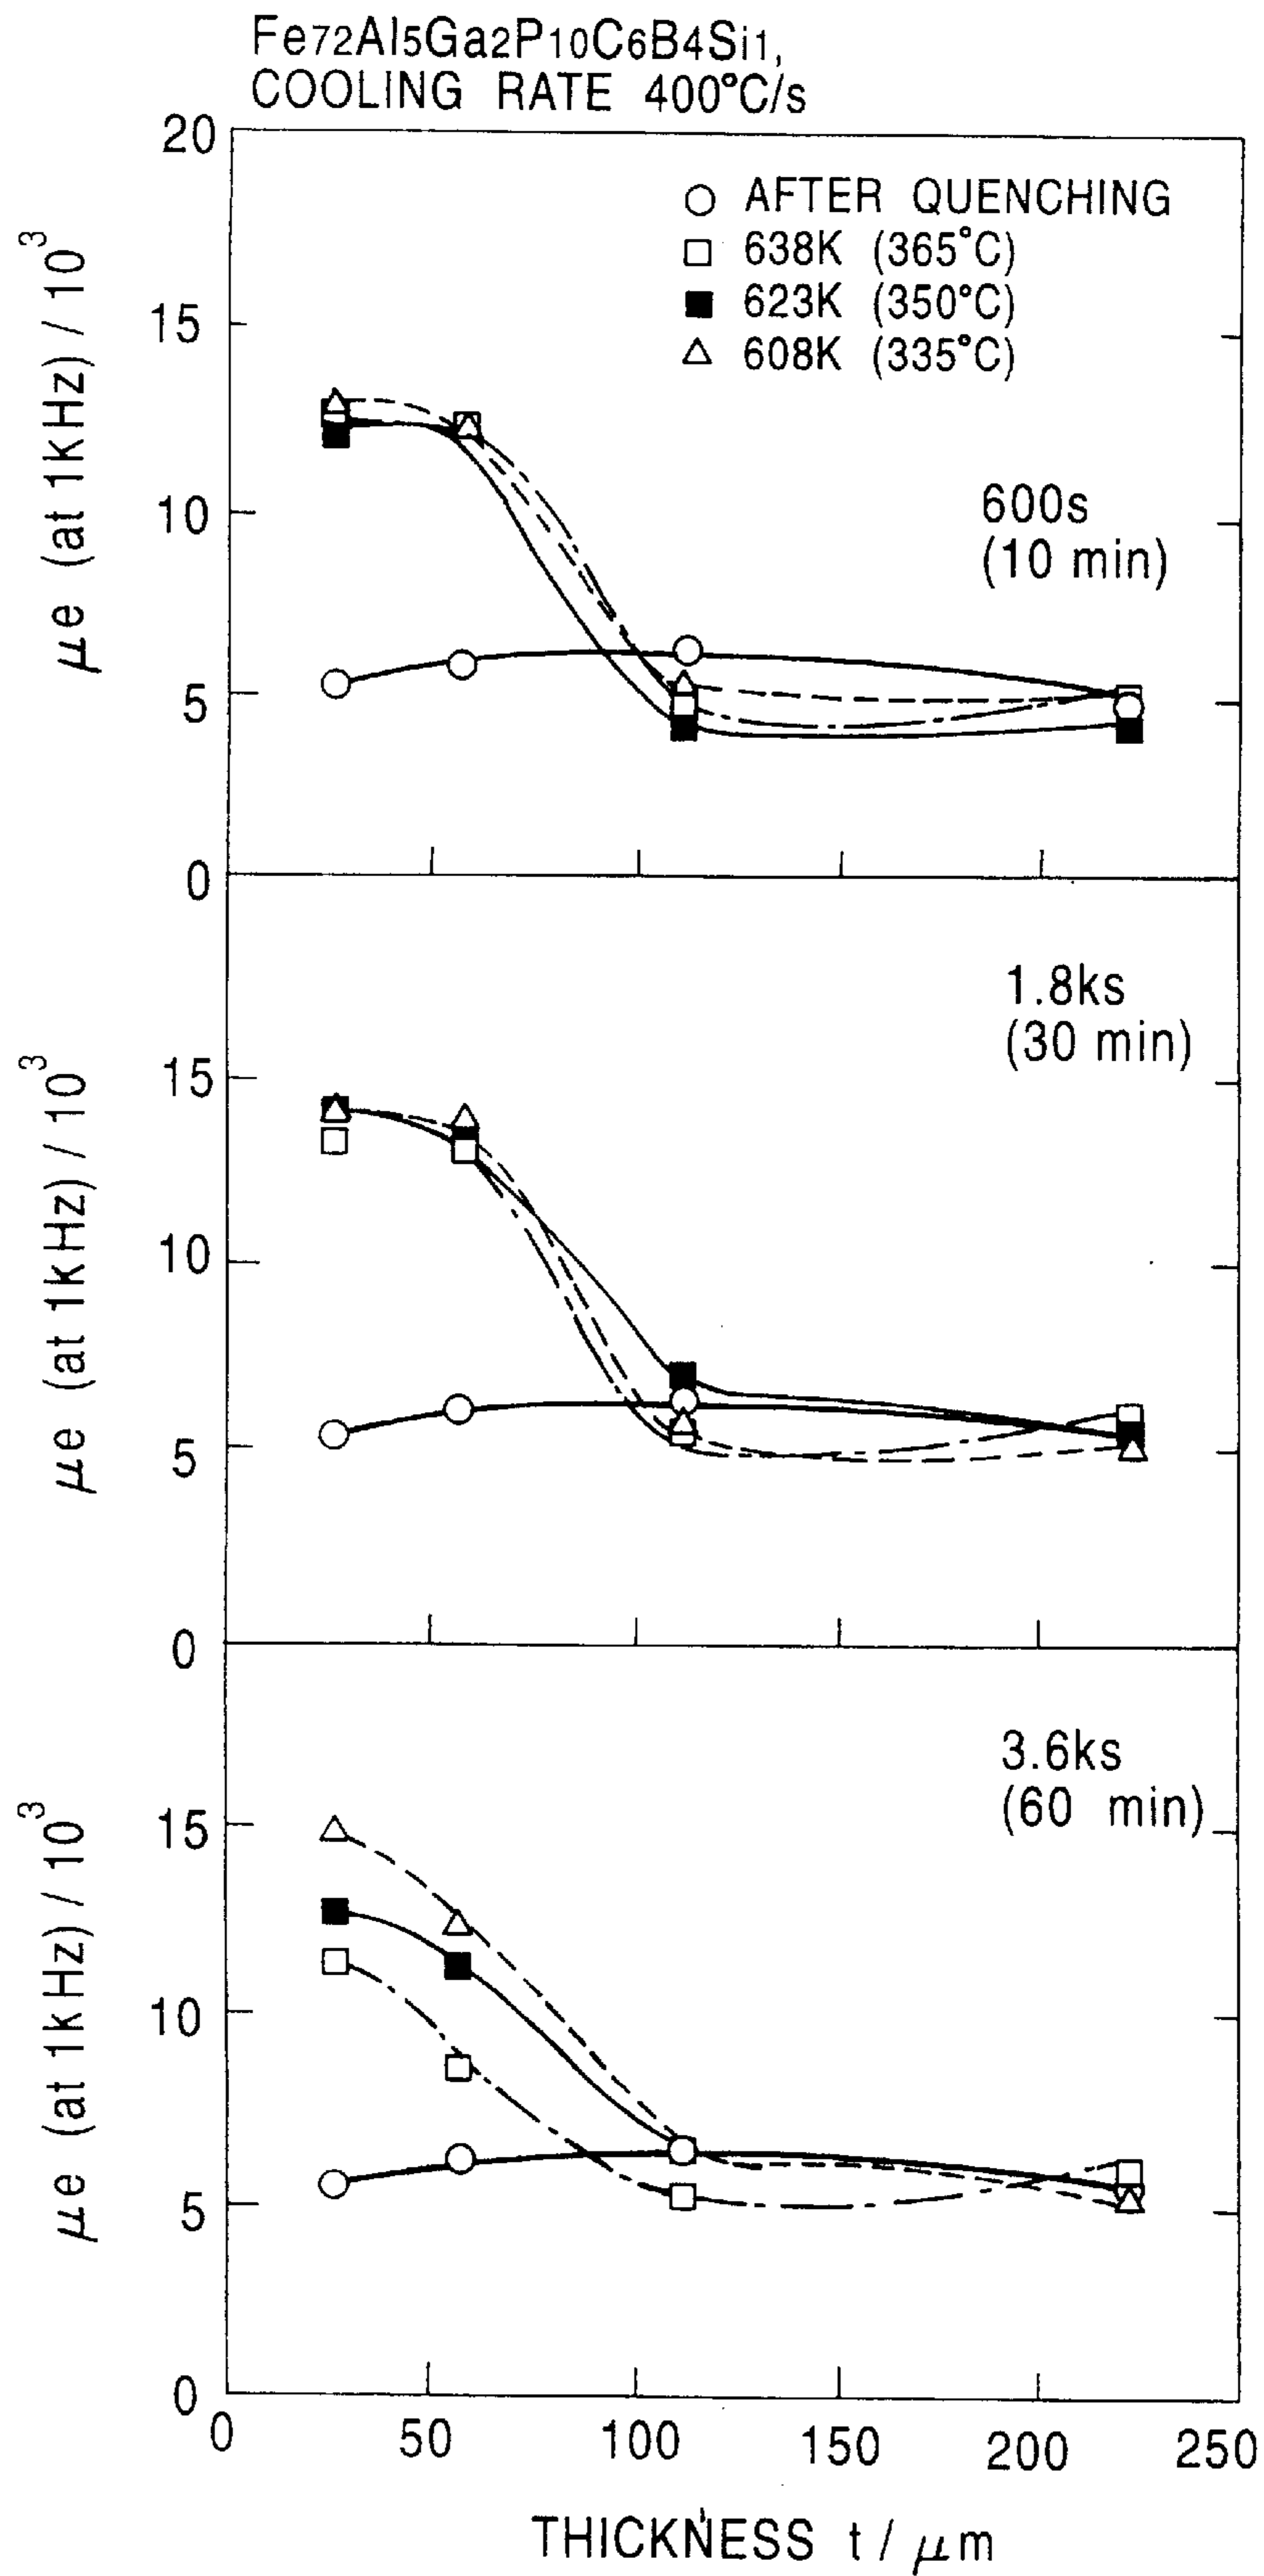 Fe72Al5Ga2P10C6B4Si1,
COOLING RATE 400°C/s
20
AFTER QUENCHING
638K (365°C)
623K (350°C)
608K (335°C)
15
10
5
0
600s
(10 min)
μe (at 1kHz) / 10³
15
10
5
0
1.8ks
(30 min)
μe (at 1kHz) / 10³
15
10
5
0
3.6ks
(60 min)
μe (at 1kHz) / 10³
0 50 100 150 200 250
THICKNESS t / μm